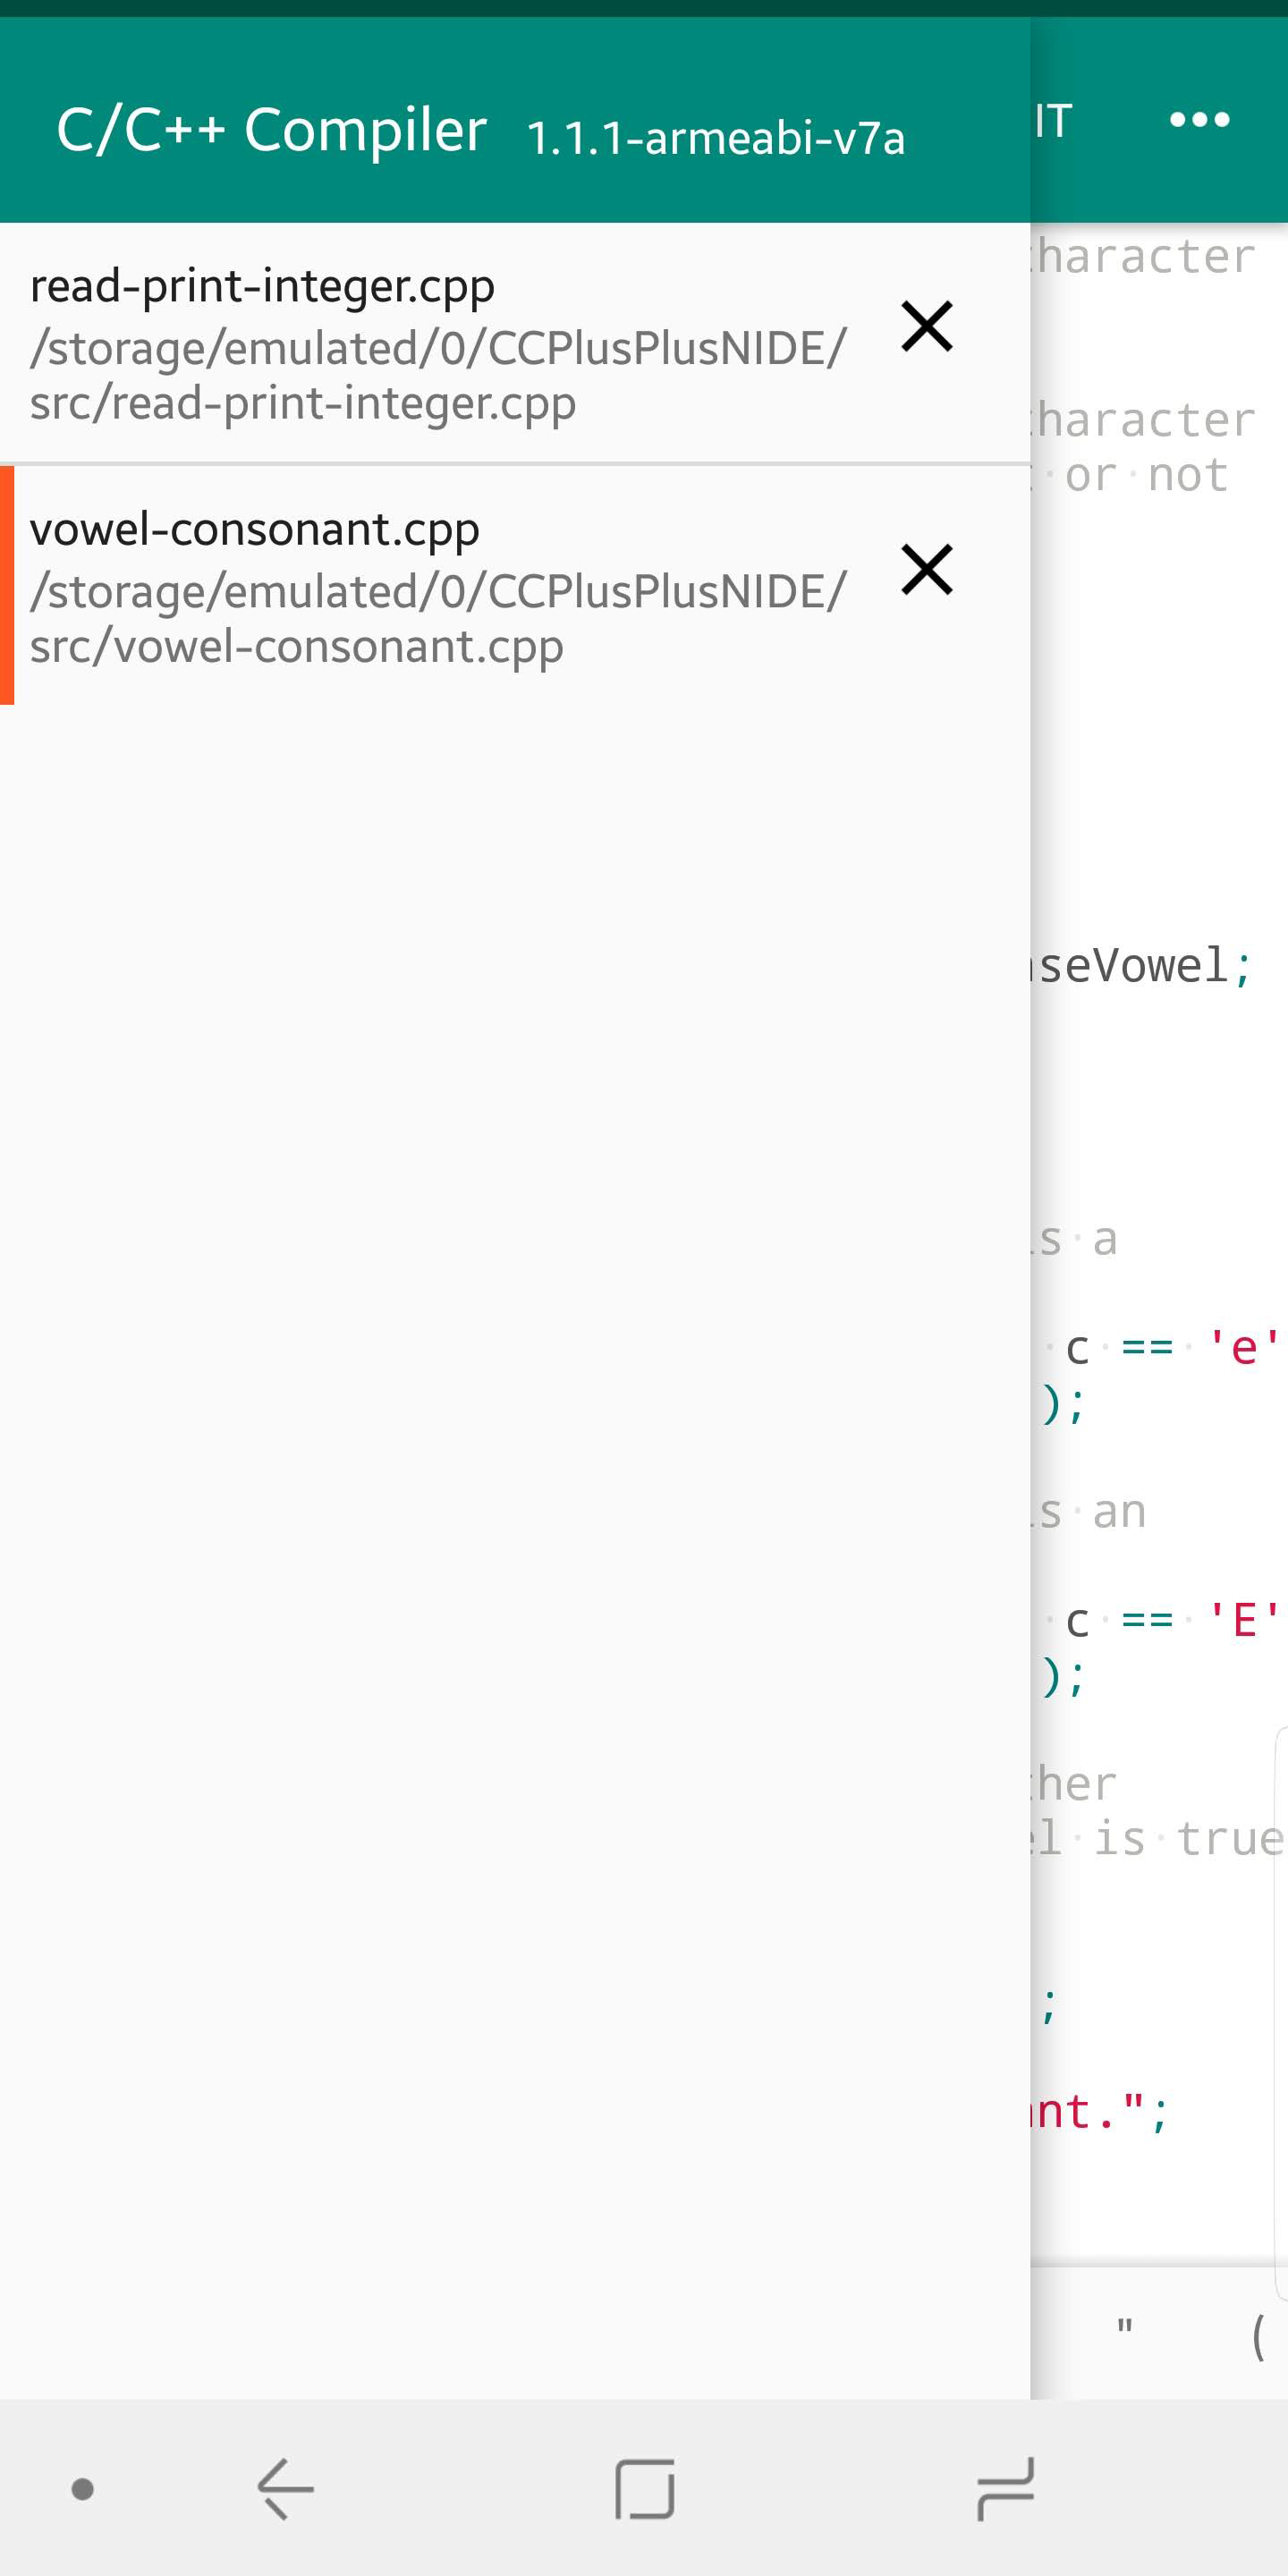 C/C++ Compiler 1.1.1-armeabi-v7a
IT
read-print-integer.cpp
/storage/emulated/0/CCPlusPlusNIDE/
src/read-print-integer.cpp
vowel-consonant.cpp
/storage/emulated/0/CCPlusPlusNIDE/
src/vowel-consonant.cpp
haracter
haracter
or not
seVowel;
s a
c == 'e'
);
s an
c == 'E'
);
her
l is true
;
nt.";
" (